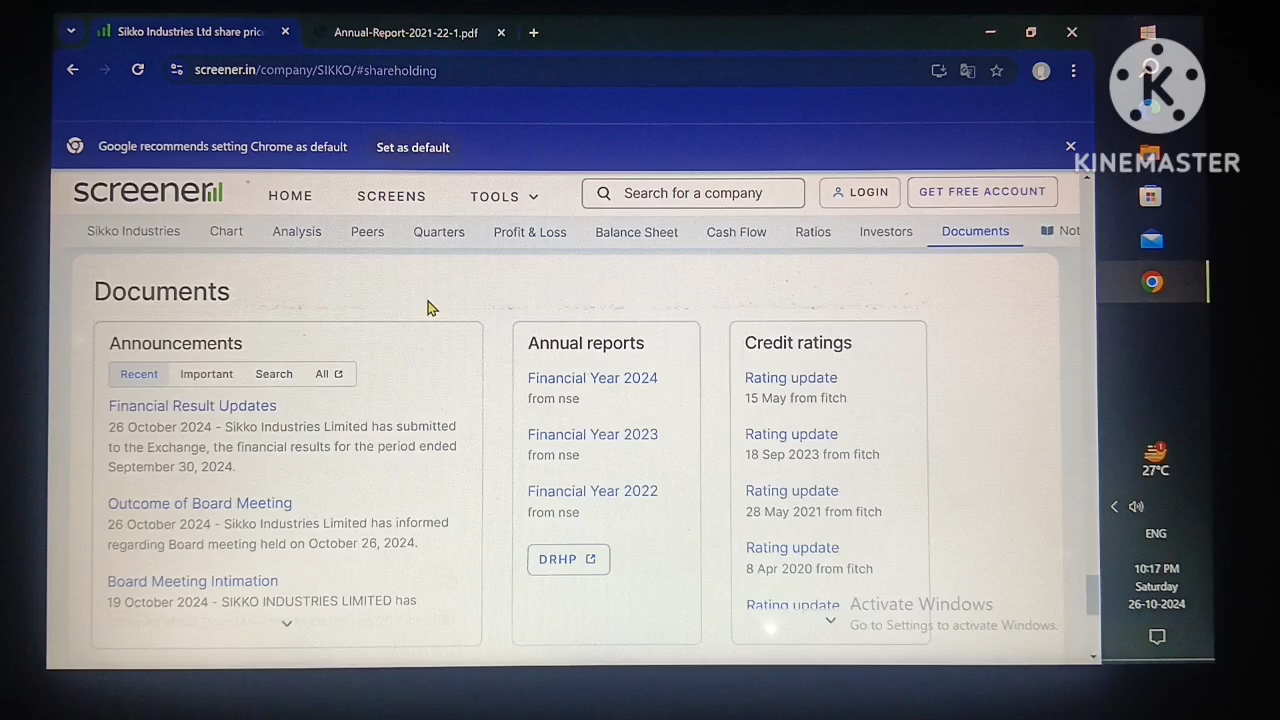 Sikko Industries Ltd share pric
Annual-Report-2021-22-1.pdf
screener.in/company/SIKKO/#shareholding
Google recommends setting Chrome as default
Set as default
KINEMASTER
screener
HOME
SCREENS
TOOLS
Search for a company
LOGIN
GET FREE ACCOUNT
Sikko Industries
Chart
Analysis
Peers
Quarters
Profit & Loss
Balance Sheet
Cash Flow
Ratios
Investors
Documents
Not
Documents
Announcements
Recent
Important
Search
All
Financial Result Updates
26 October 2024 - Sikko Industries Limited has submitted
to the Exchange, the financial results for the period ended
September 30, 2024.
Outcome of Board Meeting
26 October 2024 - Sikko Industries Limited has informed
regarding Board meeting held on October 26, 2024.
Board Meeting Intimation
19 October 2024 - SIKKO INDUSTRIES LIMITED has
Annual reports
Financial Year 2024
from nse
Financial Year 2023
from nse
Financial Year 2022
from nse
DRHP
Credit ratings
Rating update
15 May from fitch
Rating update
18 Sep 2023 from fitch
Rating update
28 May 2021 from fitch
Rating update
8 Apr 2020 from fitch
Rating update
Activate Windows
Go to Settings to activate Windows.
27°C
ENG
10:17 PM
Saturday
26-10-2024